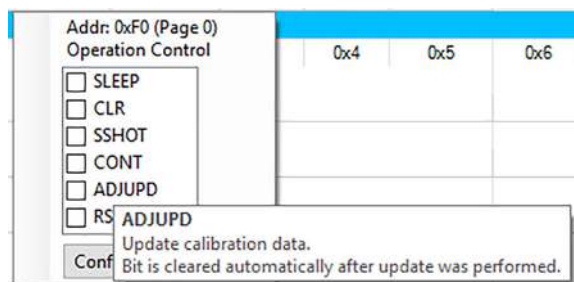 Addr: 0xF0 (Page 0)
Operation Control
0x4 0x5 0x6
SLEEP
CLR
SSHOT
CONT
ADJUPD
RS
ADJUPD
Update calibration data.
Bit is cleared automatically after update was performed.
Conf